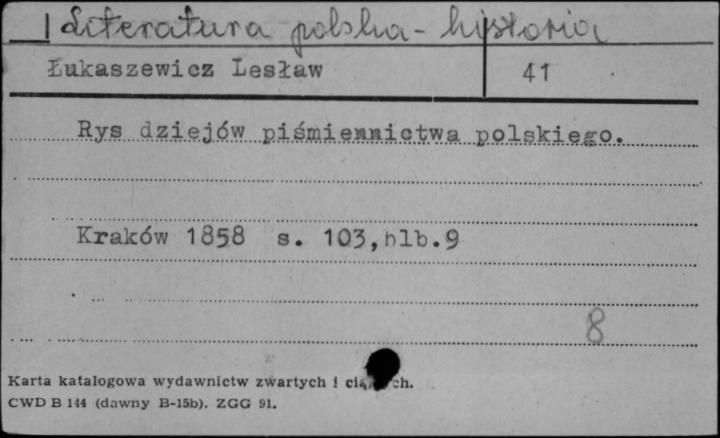 Literatura polska - historia
Łukaszewicz Lesław 41
Rys dziejów piśmiennictwa polskiego.
Kraków 1858 s. 103,nlb.9
8
Karta katalogowa wydawnictw zwartych i
CWD B 144 (dawny B-15b). ZGG 91.